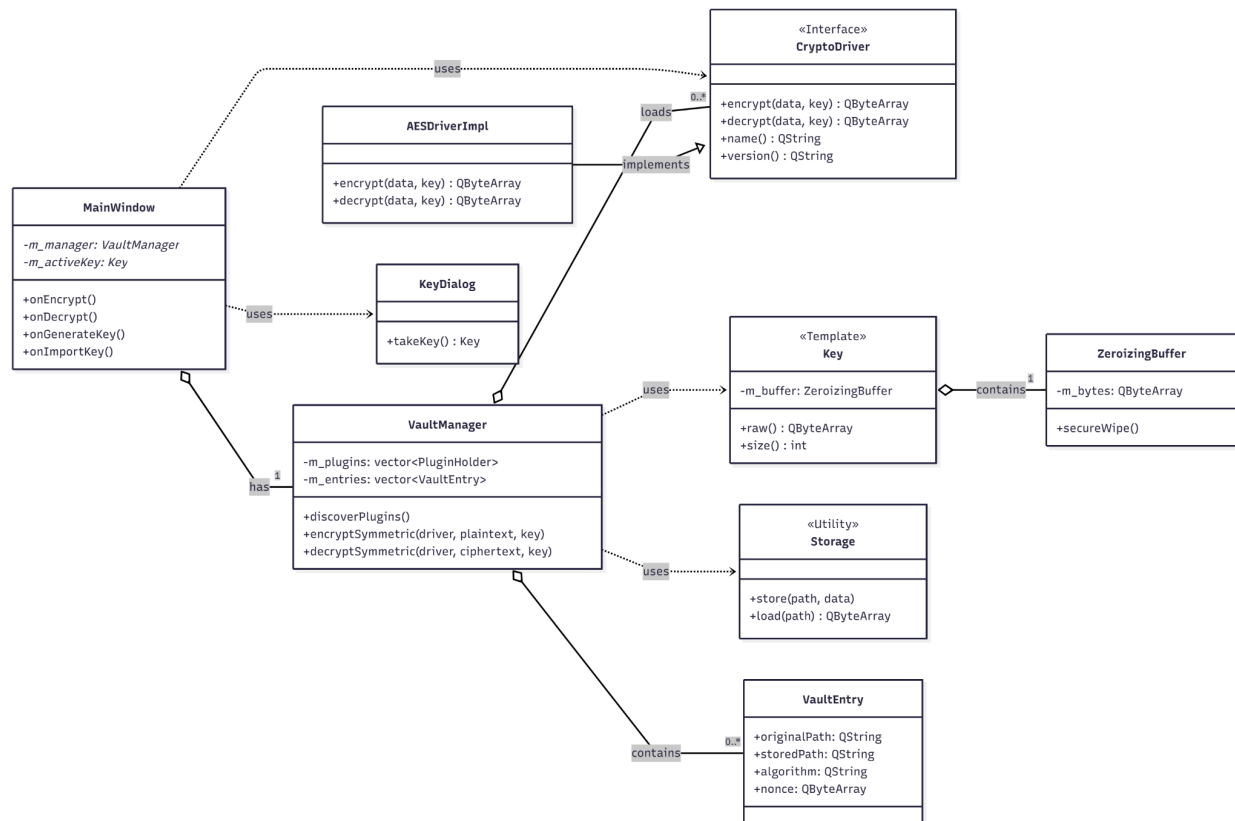 «Interface»
CryptoDriver
+encrypt(data, key) : QByteArray
+decrypt(data, key) : QByteArray
+name() : QString
+version() : QString
uses
0..*
loads
AESDriverImpl
+encrypt(data, key) : QByteArray
+decrypt(data, key) : QByteArray
implements
MainWindow
-m_manager: VaultManager
-m_activeKey: Key
+onEncrypt()
+onDecrypt()
+onGenerateKey()
+onImportKey()
uses
KeyDialog
+takeKey() : Key
has
1
VaultManager
-m_plugins: vector<PluginHolder>
-m_entries: vector<VaultEntry>
+discoverPlugins()
+encryptSymmetric(driver, plaintext, key)
+decryptSymmetric(driver, ciphertext, key)
uses
«Template»
Key
-m_buffer: ZeroizingBuffer
+raw() : QByteArray
+size() : int
contains
1
ZeroizingBuffer
-m_bytes: QByteArray
+secureWipe()
uses
«Utility»
Storage
+store(path, data)
+load(path) : QByteArray
contains
0..*
VaultEntry
+originalPath: QString
+storedPath: QString
+algorithm: QString
+nonce: QByteArray